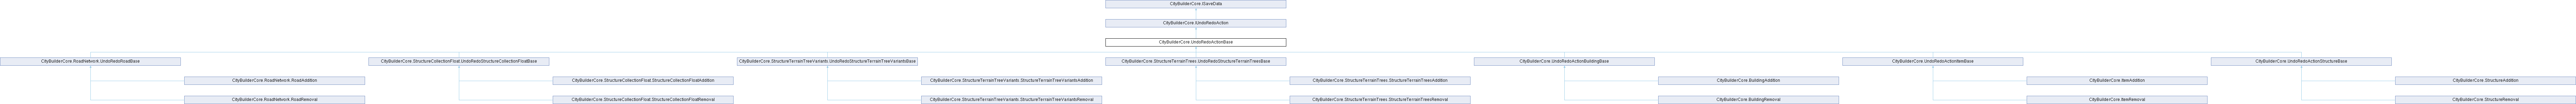 CityBuilderCore.ISaveData
CityBuilderCore.IUndoRedoAction
CityBuilderCore.UndoRedoActionBase
CityBuilderCore.RoadNetwork.UndoRedoRoadBase
CityBuilderCore.StructureCollectionFloat.UndoRedoStructureCollectionFloatBase
CityBuilderCore.StructureTerrainTreeVariants.UndoRedoStructureTerrainTreeVariantsBase
CityBuilderCore.StructureTerrainTrees.UndoRedoStructureTerrainTreesBase
CityBuilderCore.UndoRedoActionBuildingBase
CityBuilderCore.UndoRedoActionItemBase
CityBuilderCore.UndoRedoActionStructureBase
CityBuilderCore.RoadNetwork.RoadAddition
CityBuilderCore.StructureCollectionFloat.StructureCollectionFloatAddition
CityBuilderCore.StructureTerrainTreeVariants.StructureTerrainTreeVariantsAddition
CityBuilderCore.StructureTerrainTrees.StructureTerrainTreesAddition
CityBuilderCore.BuildingAddition
CityBuilderCore.ItemAddition
CityBuilderCore.StructureAddition
CityBuilderCore.RoadNetwork.RoadRemoval
CityBuilderCore.StructureCollectionFloat.StructureCollectionFloatRemoval
CityBuilderCore.StructureTerrainTreeVariants.StructureTerrainTreeVariantsRemoval
CityBuilderCore.StructureTerrainTrees.StructureTerrainTreesRemoval
CityBuilderCore.BuildingRemoval
CityBuilderCore.ItemRemoval
CityBuilderCore.StructureRemoval